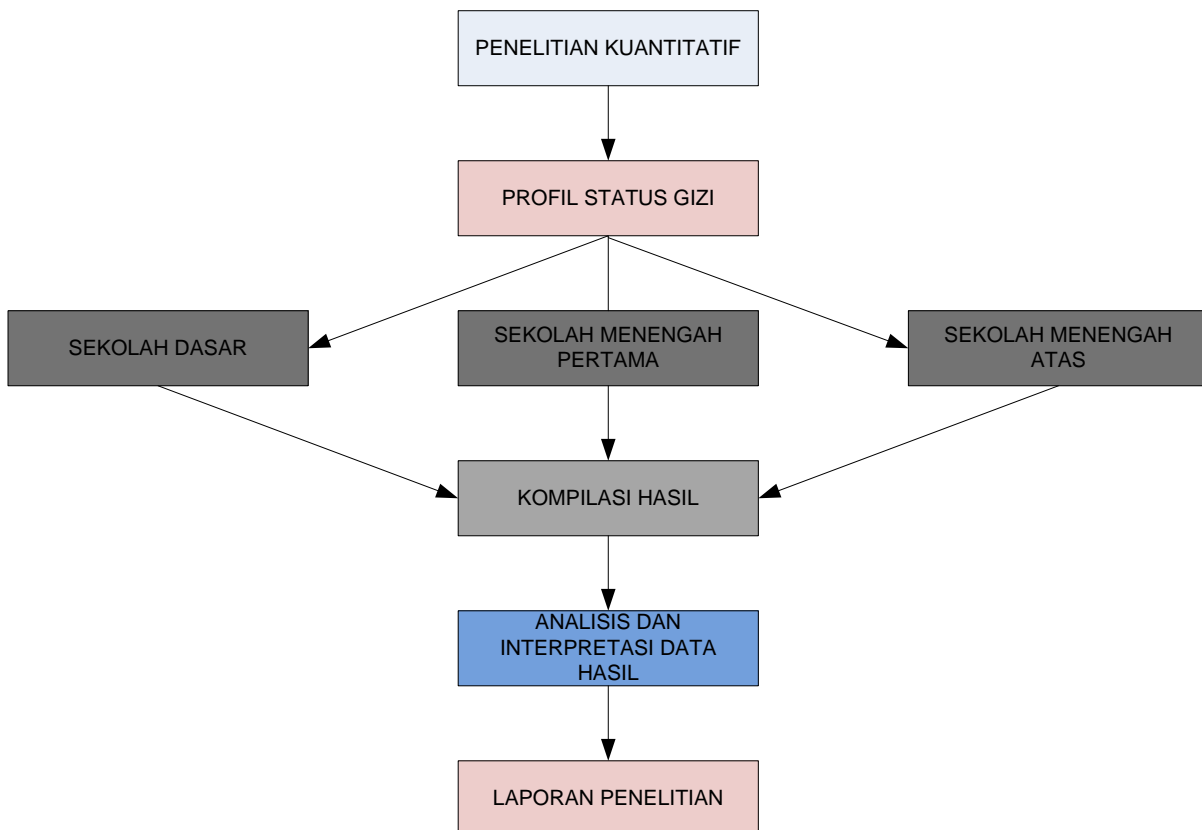 PENELITIAN KUANTITATIF
PROFIL STATUS GIZI
SEKOLAH DASAR
SEKOLAH MENENGAH
PERTAMA
SEKOLAH MENENGAH
ATAS
KOMPILASI HASIL
ANALISIS DAN
INTERPRETASI DATA
HASIL
LAPORAN PENELITIAN